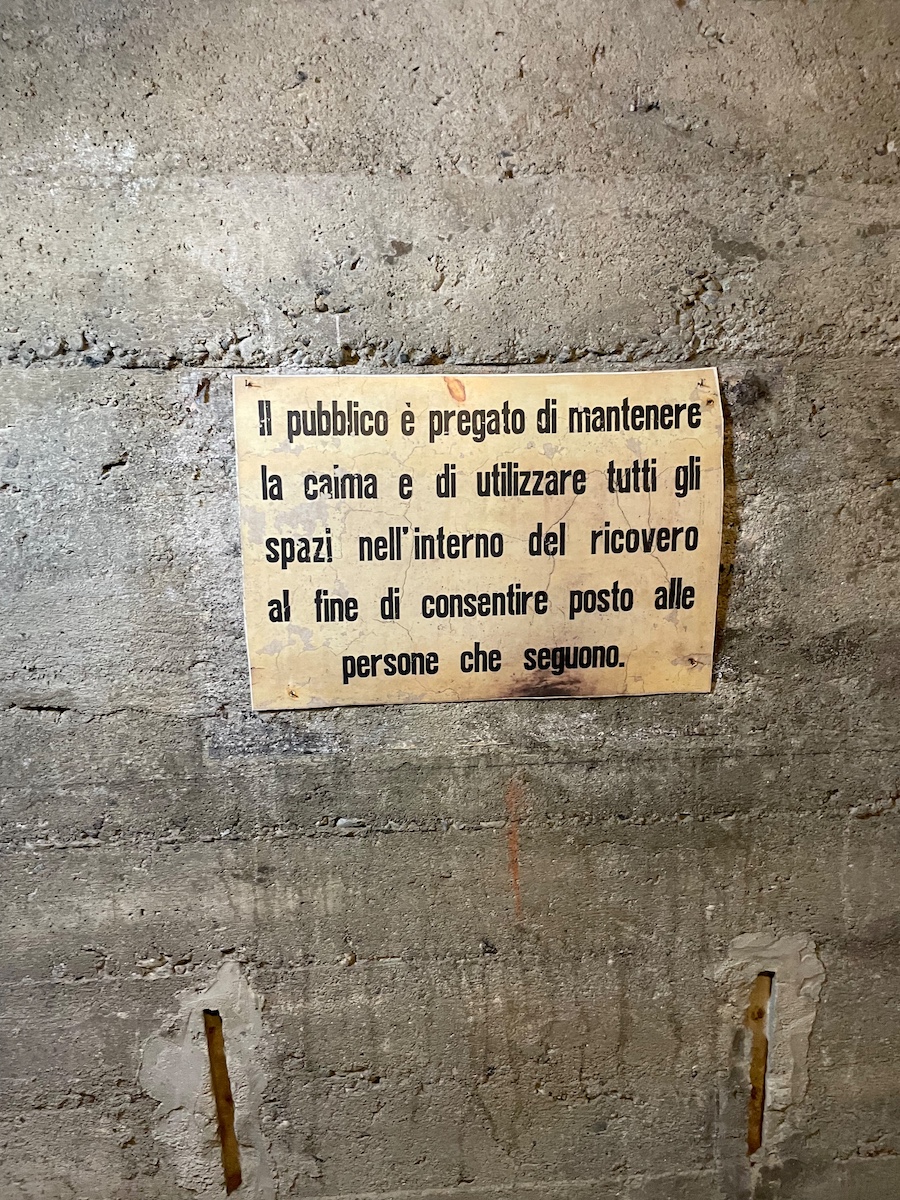 Il pubblico è pregato di mantenere
la caima e di utilizzare tutti gli
spazi nell'interno del ricovero
al fine di consentire posto alle
persone che seguono.